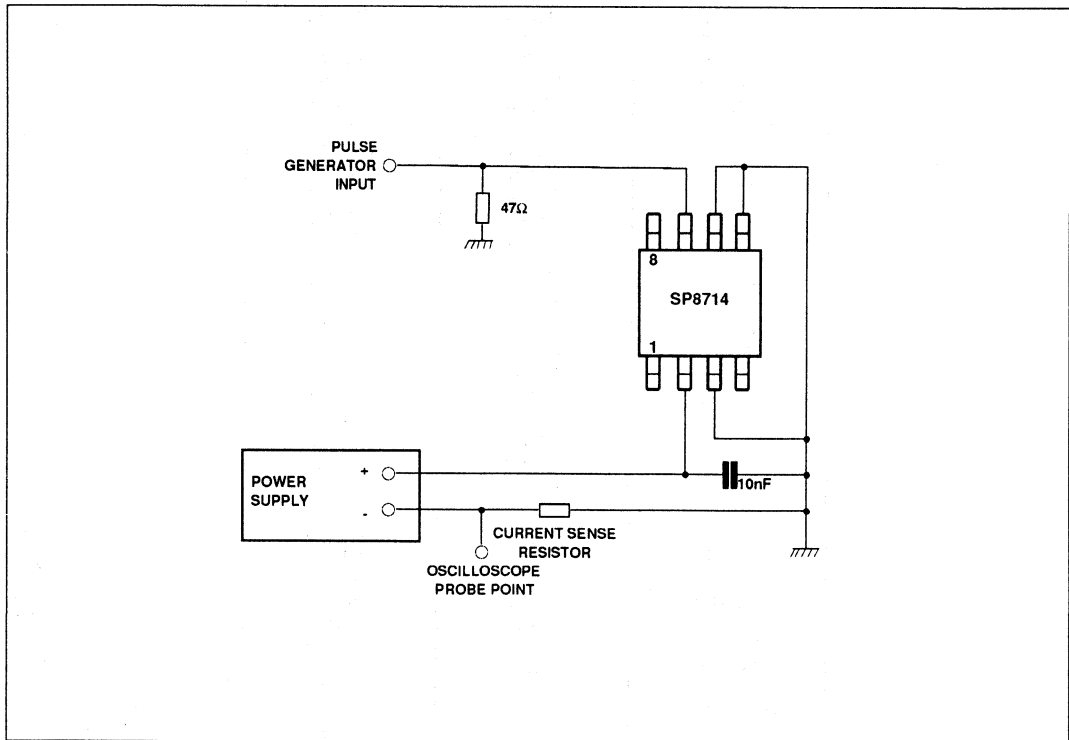 PULSE
GENERATOR
INPUT
47Ω
8
SP8714
1
POWER
SUPPLY
+
-
10nF
CURRENT SENSE
RESISTOR
OSCILLOSCOPE
PROBE POINT